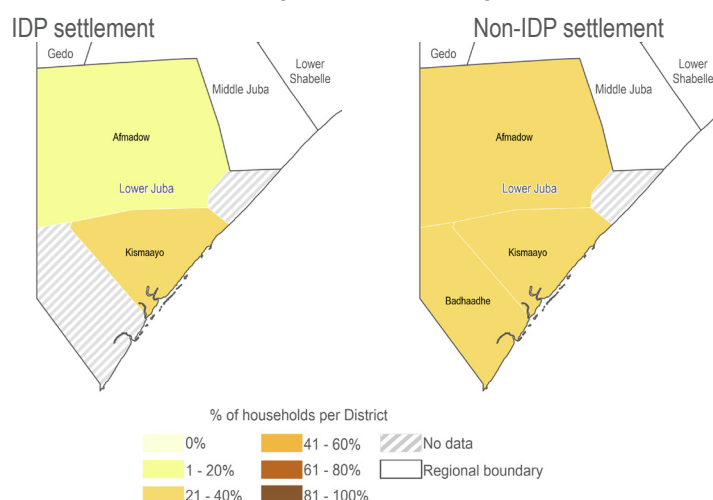 IDP settlement
Gedo
Lower
Shabelle
Middle Juba
Afmadow
Lower Juba
Kismaayo
Non-IDP settlement
Gedo
Lower
Shabelle
Middle Juba
Afmadow
Lower Juba
Kismaayo
Badhaadhe
% of households per District
0%
1 - 20%
21 - 40%
41 - 60%
61 - 80%
81 - 100%
No data
Regional boundary